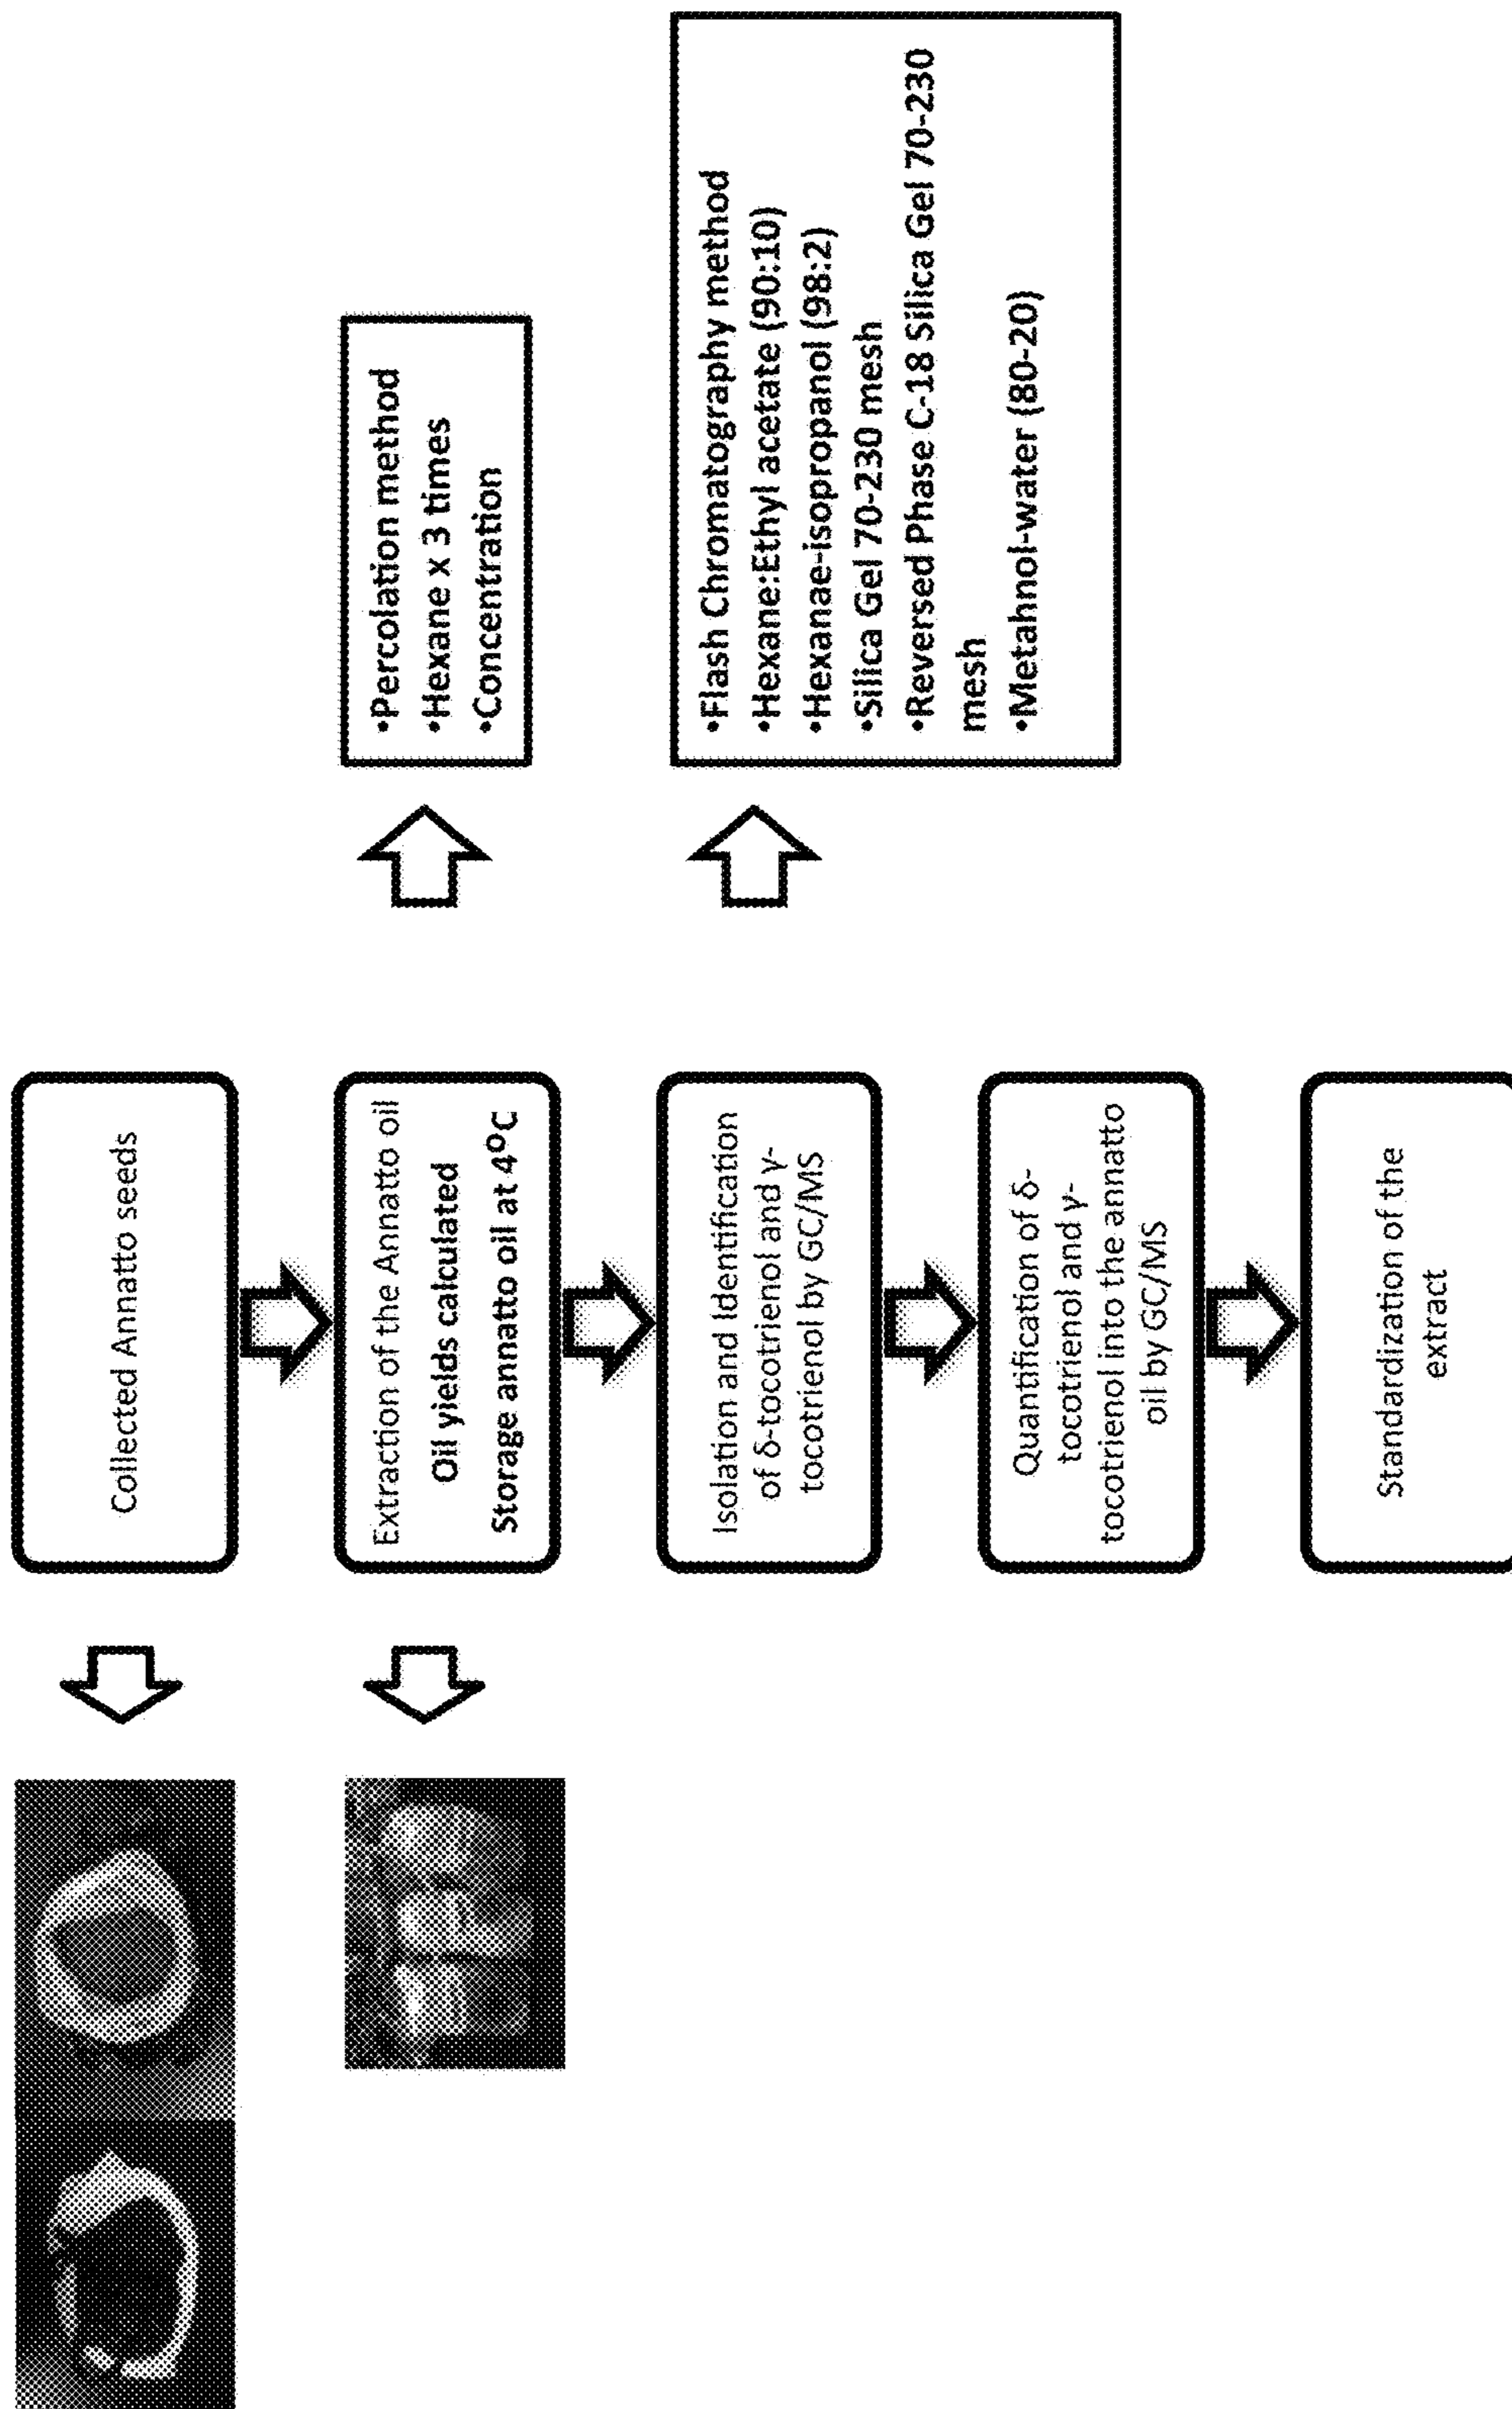 Collected Annatto seeds
Extraction of the Annatto oil
Oil yields calculated
Storage annatto oil at 4⁰C
•Percolation method
•Hexane x 3 times
•Concentration
Isolation and Identification
of δ-tocotrienol and γ-
tocotrienol by GC/MS
•Flash Chromatography method
•Hexane:Ethyl acetate (90:10)
•Hexanae-isopropanol (98:2)
•Silica Gel 70-230 mesh
•Reversed Phase C-18 Silica Gel 70-230
mesh
•Metahnol-water (80-20)
Quantification of δ-
tocotrienol and γ-
tocotrienol into the annatto
oil by GC/MS
Standardization of the
extract